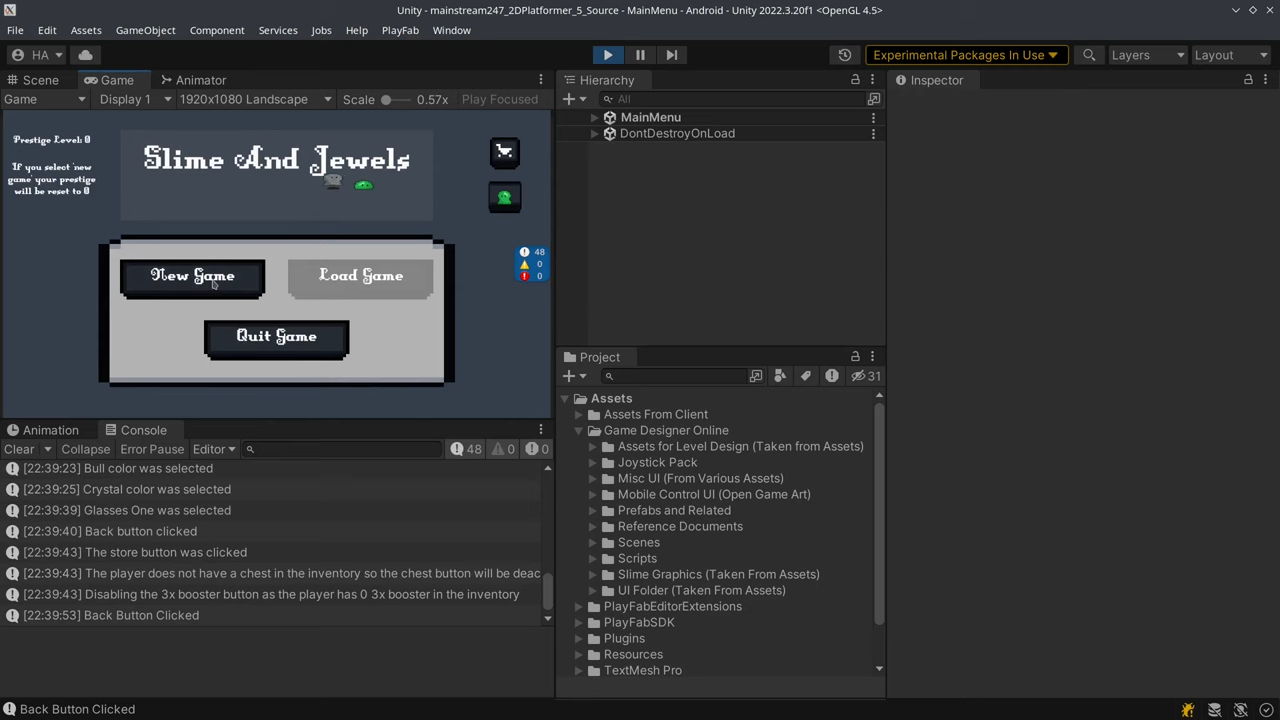 Unity - mainstream247_2DPlatformer_5_Source - MainMenu - Android - Unity 2022.3.20f1 <OpenGL 4.5>
File Edit Assets GameObject Component Services Jobs Help PlayFab Window
HA Experimental Packages In Use Layers Layout
Scene Game Animator
Game Display 1 1920x1080 Landscape Scale 0.57x Play Focused
Prestige Level: 0
If you select 'new
game' your prestige
will be reset to 0
Slime And Jewels
New Game Load Game
Quit Game
48
0
0
Hierarchy
All
MainMenu
DontDestroyOnLoad
Inspector
Animation Console
Clear Collapse Error Pause Editor 48 0 0
[22:39:23] Bull color was selected
[22:39:25] Crystal color was selected
[22:39:39] Glasses One was selected
[22:39:40] Back button clicked
[22:39:43] The store button was clicked
[22:39:43] The player does not have a chest in the inventory so the chest button will be deac
[22:39:43] Disabling the 3x booster button as the player has 0 3x booster in the inventory
[22:39:53] Back Button Clicked
Project
31
Assets
Assets From Client
Game Designer Online
Assets for Level Design (Taken from Assets)
Joystick Pack
Misc UI (From Various Assets)
Mobile Control UI (Open Game Art)
Prefabs and Related
Reference Documents
Scenes
Scripts
Slime Graphics (Taken From Assets)
UI Folder (Taken From Assets)
PlayFabEditorExtensions
PlayFabSDK
Plugins
Resources
TextMesh Pro
Back Button Clicked